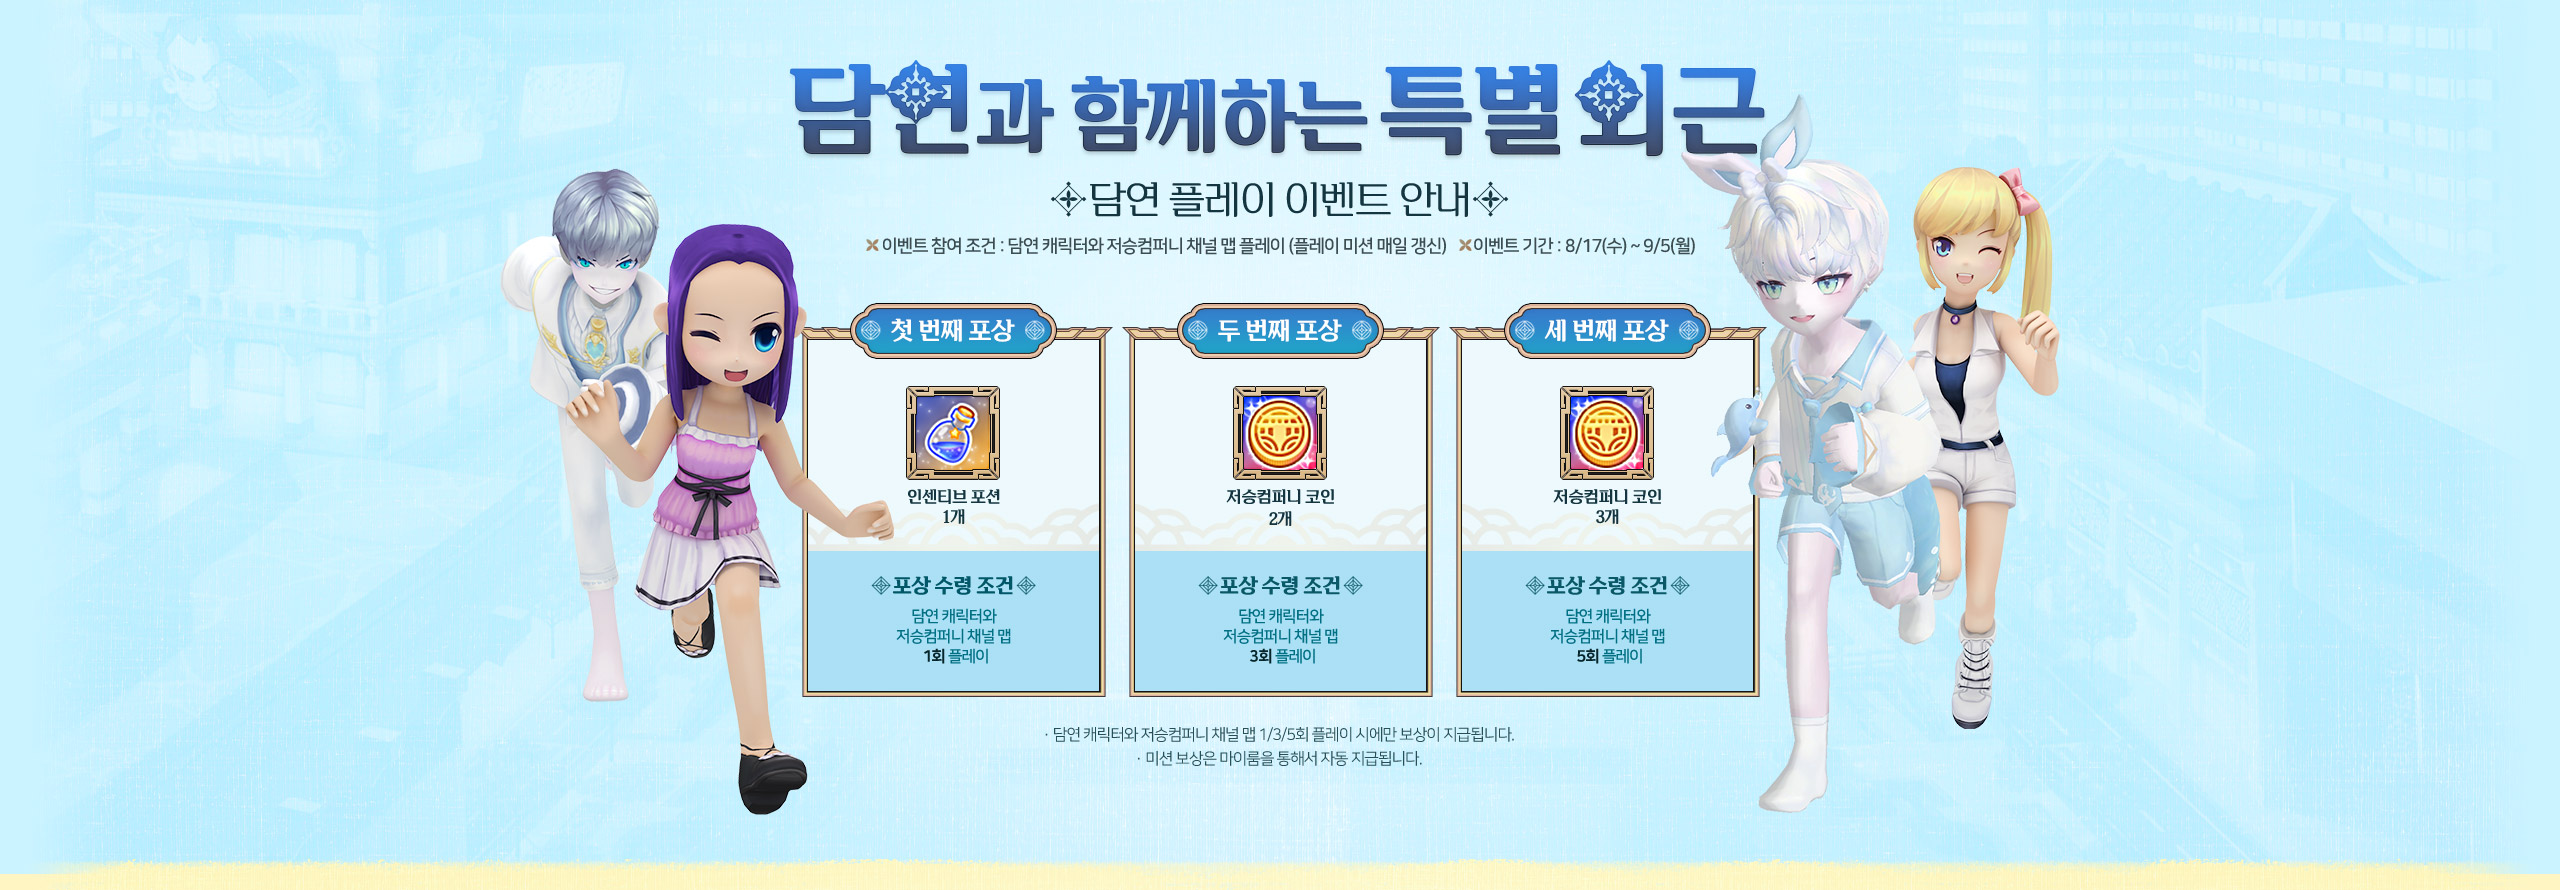 담연과 함께하는 특별 외근
담연 플레이 이벤트 안내
이벤트 참여 조건 : 담연 캐릭터와 저승컴퍼니 채널 맵 플레이 (플레이 미션 매일 갱신) 이벤트 기간 : 8/17(수) ~ 9/5(월)
첫 번째 포상
인센티브 포션
1개
포상 수령 조건
담연 캐릭터와
저승컴퍼니 채널 맵
1회 플레이
두 번째 포상
저승컴퍼니 코인
2개
포상 수령 조건
담연 캐릭터와
저승컴퍼니 채널 맵
3회 플레이
세 번째 포상
저승컴퍼니 코인
3개
포상 수령 조건
담연 캐릭터와
저승컴퍼니 채널 맵
5회 플레이
· 담연 캐릭터와 저승컴퍼니 채널 맵 1/3/5회 플레이 시에만 보상이 지급됩니다.
· 미션 보상은 마이룸을 통해서 자동 지급됩니다.